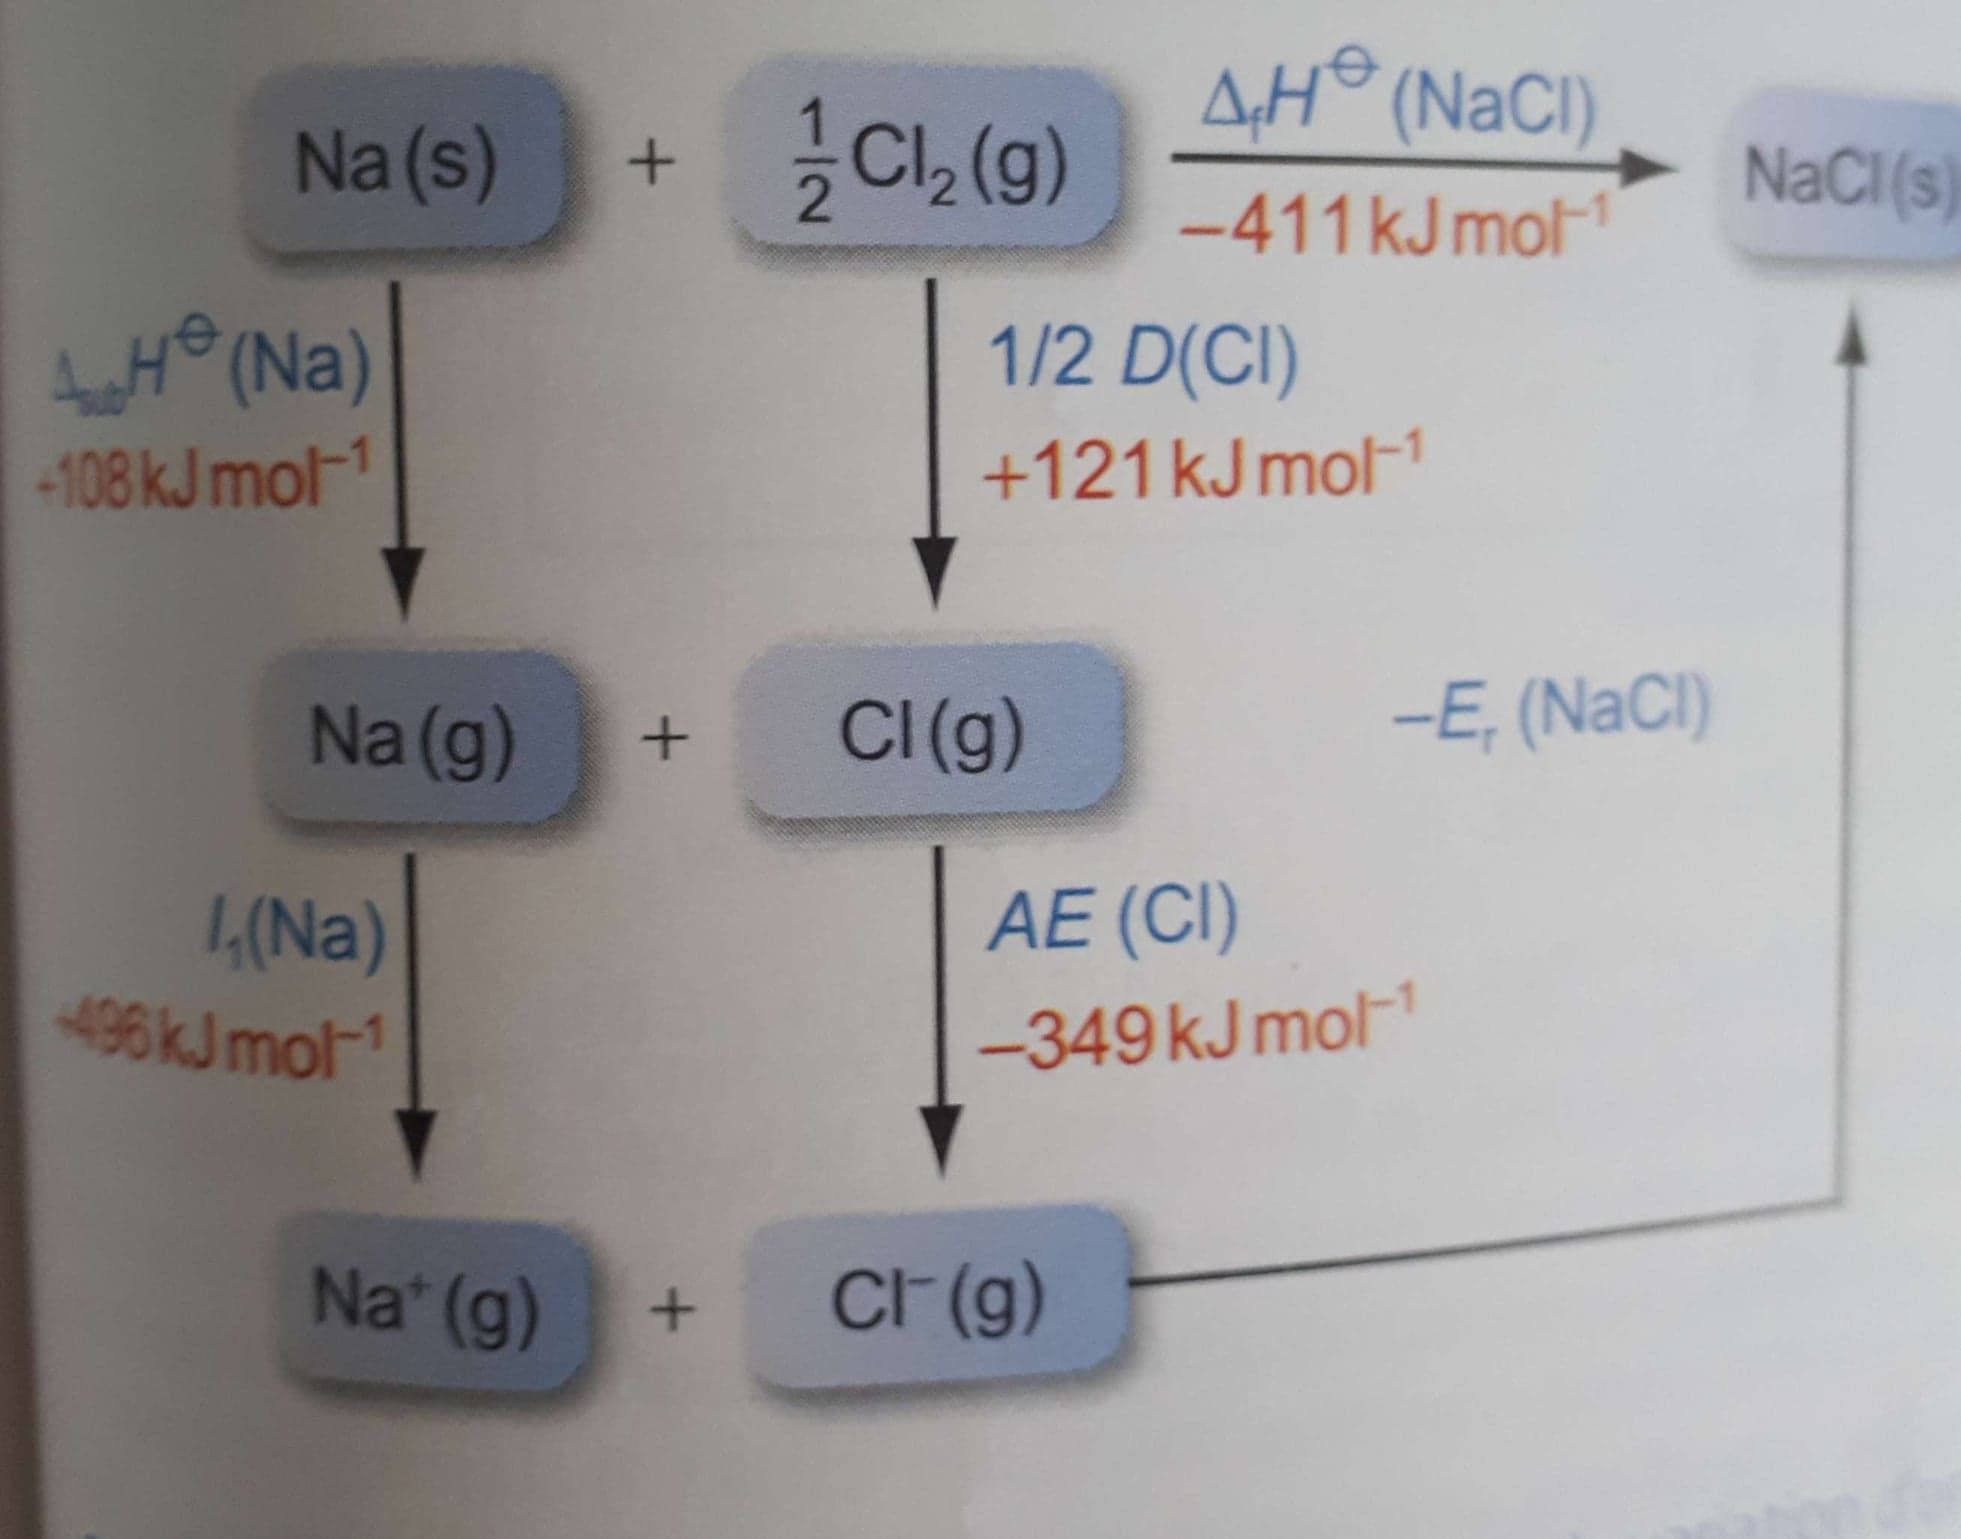 Na (s) + 1/2 Cl₂ (g) ΔfH⦵ (NaCl) NaCl (s)
−411 kJ mol⁻¹
ΔsubH⦵ (Na) 1/2 D(Cl)
+108 kJ mol⁻¹ +121 kJ mol⁻¹
Na (g) + Cl (g) −Er (NaCl)
I₁(Na) AE (Cl)
+496 kJ mol⁻¹ −349 kJ mol⁻¹
Na⁺ (g) + Cl⁻ (g)